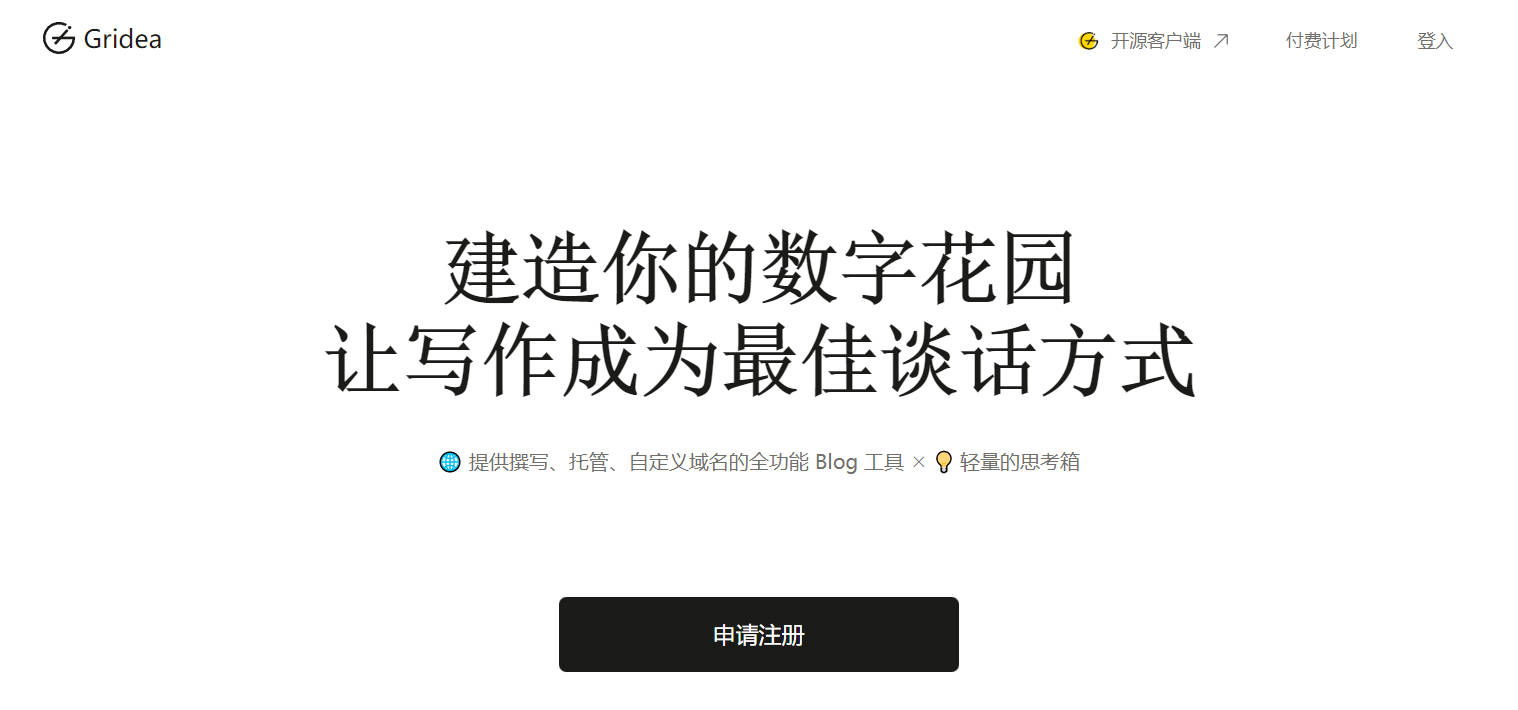 Gridea
开源客户端 付费计划 登入
建造你的数字花园
让写作成为最佳谈话方式
提供撰写、托管、自定义域名的全功能 Blog 工具 × 轻量的思考箱
申请注册